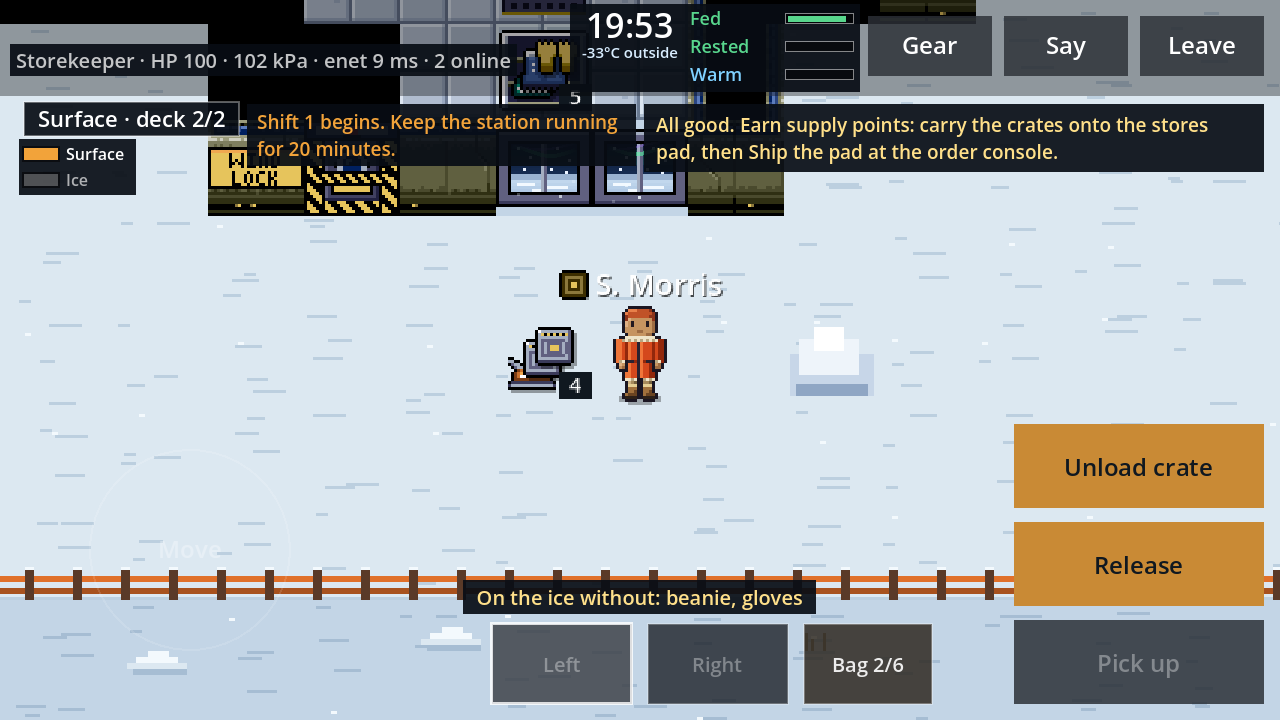 19:53
-33°C outside
Fed
Rested
Warm
Gear
Say
Leave
Storekeeper · HP 100 · 102 kPa · enet 9 ms · 2 online
5
Surface · deck 2/2
Surface
Ice
Shift 1 begins. Keep the station running
for 20 minutes.
All good. Earn supply points: carry the crates onto the stores
pad, then Ship the pad at the order console.
LOCK
S. Morris
4
Move
Unload crate
Release
Pick up
On the ice without: beanie, gloves
Left
Right
Bag 2/6